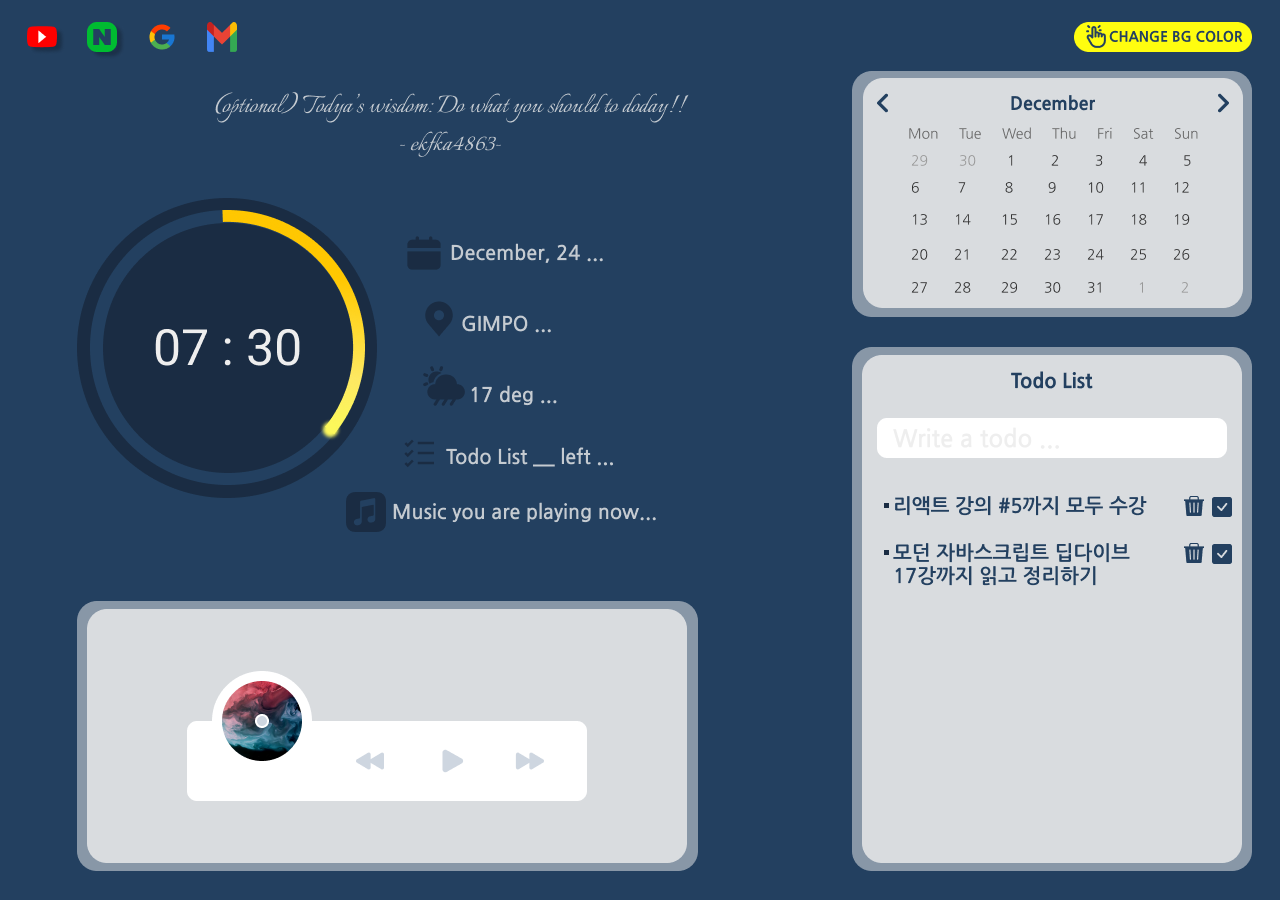 CHANGE BG COLOR
(optional) Todya's wisdom: Do what you should to doday!!
- ekfka4863-
07 : 30
December, 24 ...
GIMPO ...
17 deg ...
Todo List __ left ...
Music you are playing now...
December
Mon Tue Wed Thu Fri Sat Sun
29 30 1 2 3 4 5
6 7 8 9 10 11 12
13 14 15 16 17 18 19
20 21 22 23 24 25 26
27 28 29 30 31 1 2
Todo List
Write a todo ...
리액트 강의 #5까지 모두 수강
모던 자바스크립트 딥다이브
17강까지 읽고 정리하기